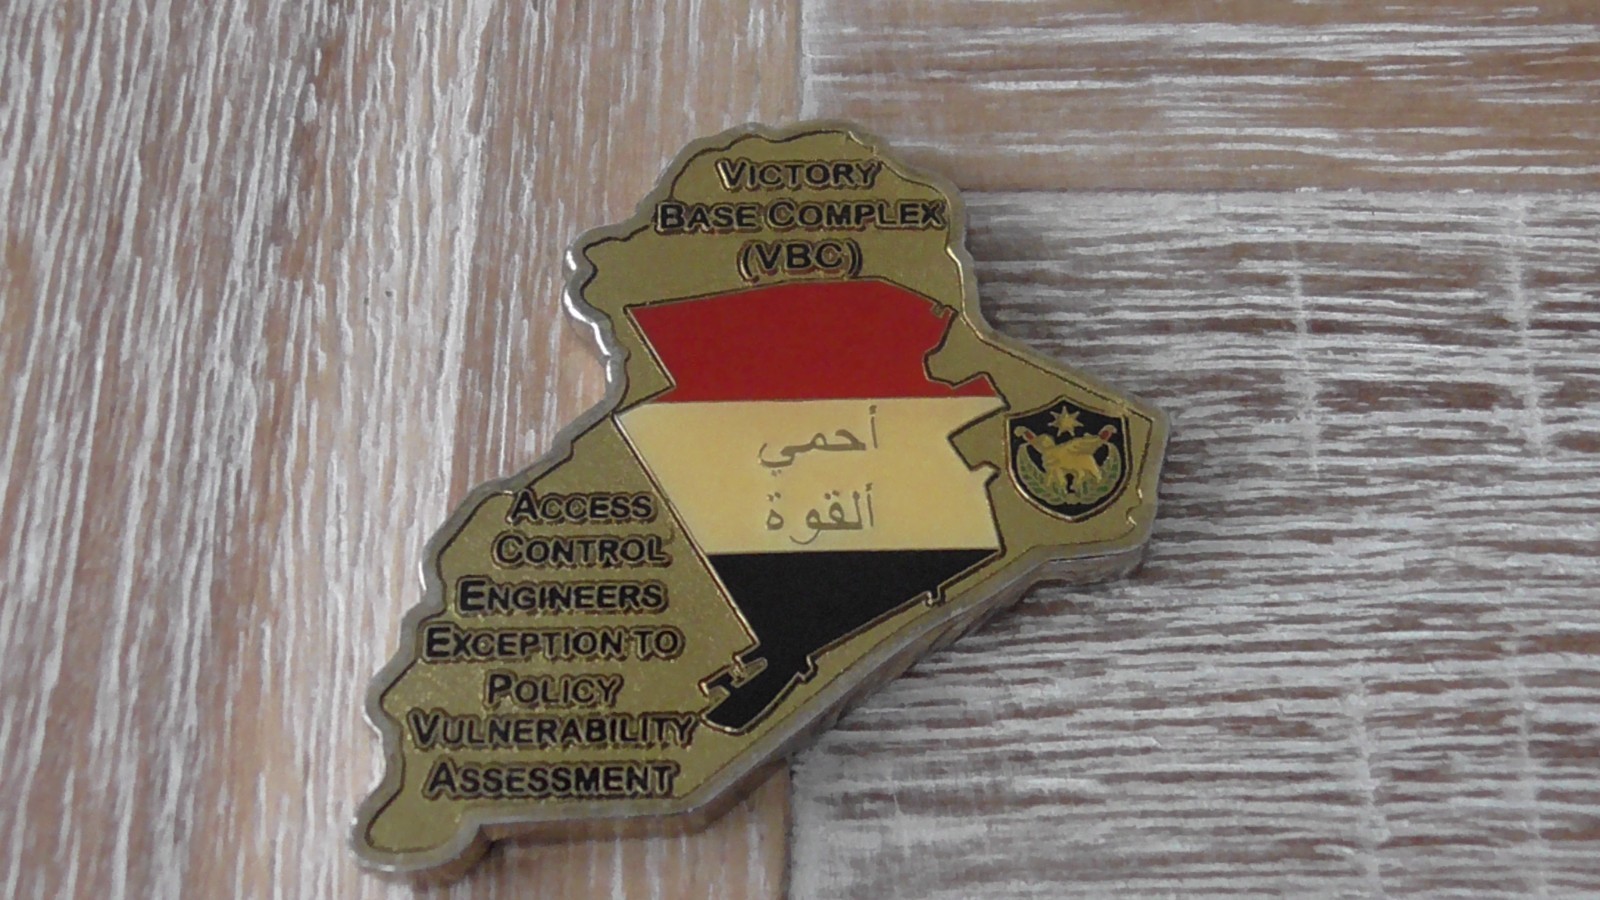 VICTORY
BASE COMPLEX
(VBC)
أحمي
ألقوة
ACCESS
CONTROL
ENGINEERS
EXCEPTION TO
POLICY
VULNERABILITY
ASSESSMENT